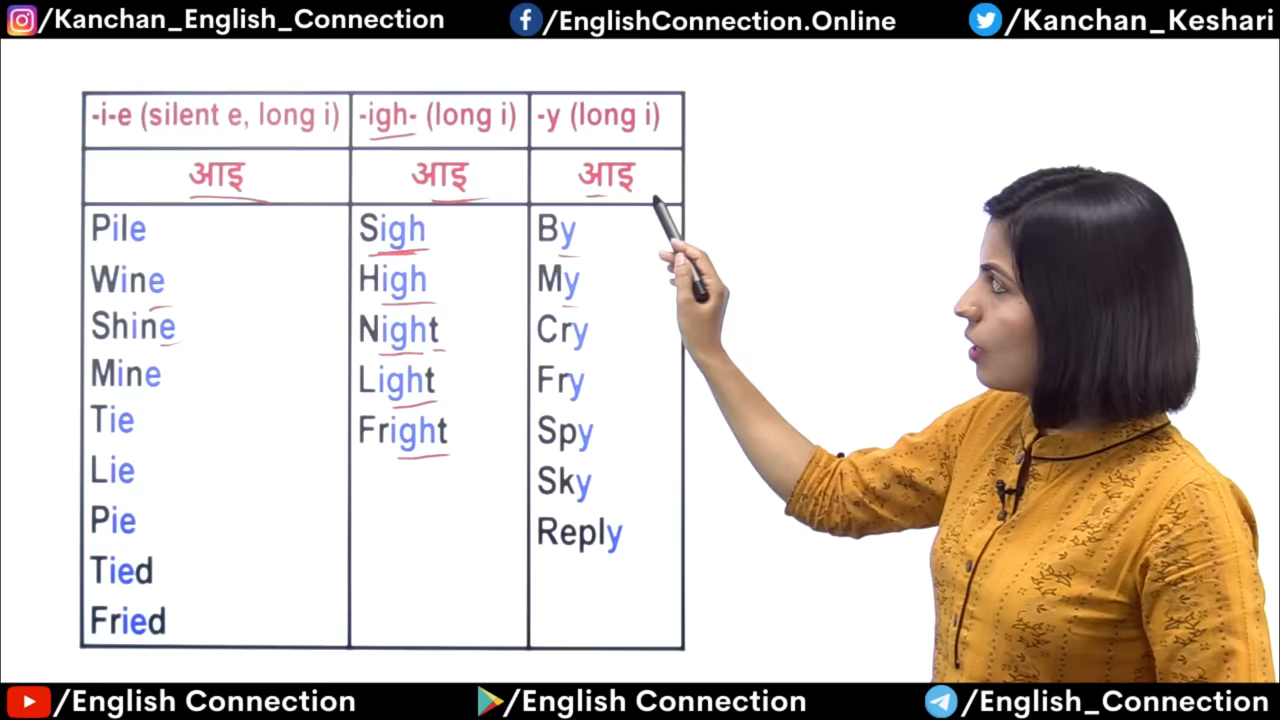 /Kanchan_English_Connection /EnglishConnection.Online /Kanchan_Keshari
-i-e (silent e, long i) -igh- (long i) -y (long i)
आइ आइ आइ
Pile Sigh By
Wine High My
Shine Night Cry
Mine Light Fry
Tie Fright Spy
Lie Sky
Pie Reply
Tied
Fried
/English Connection /English Connection /English_Connection